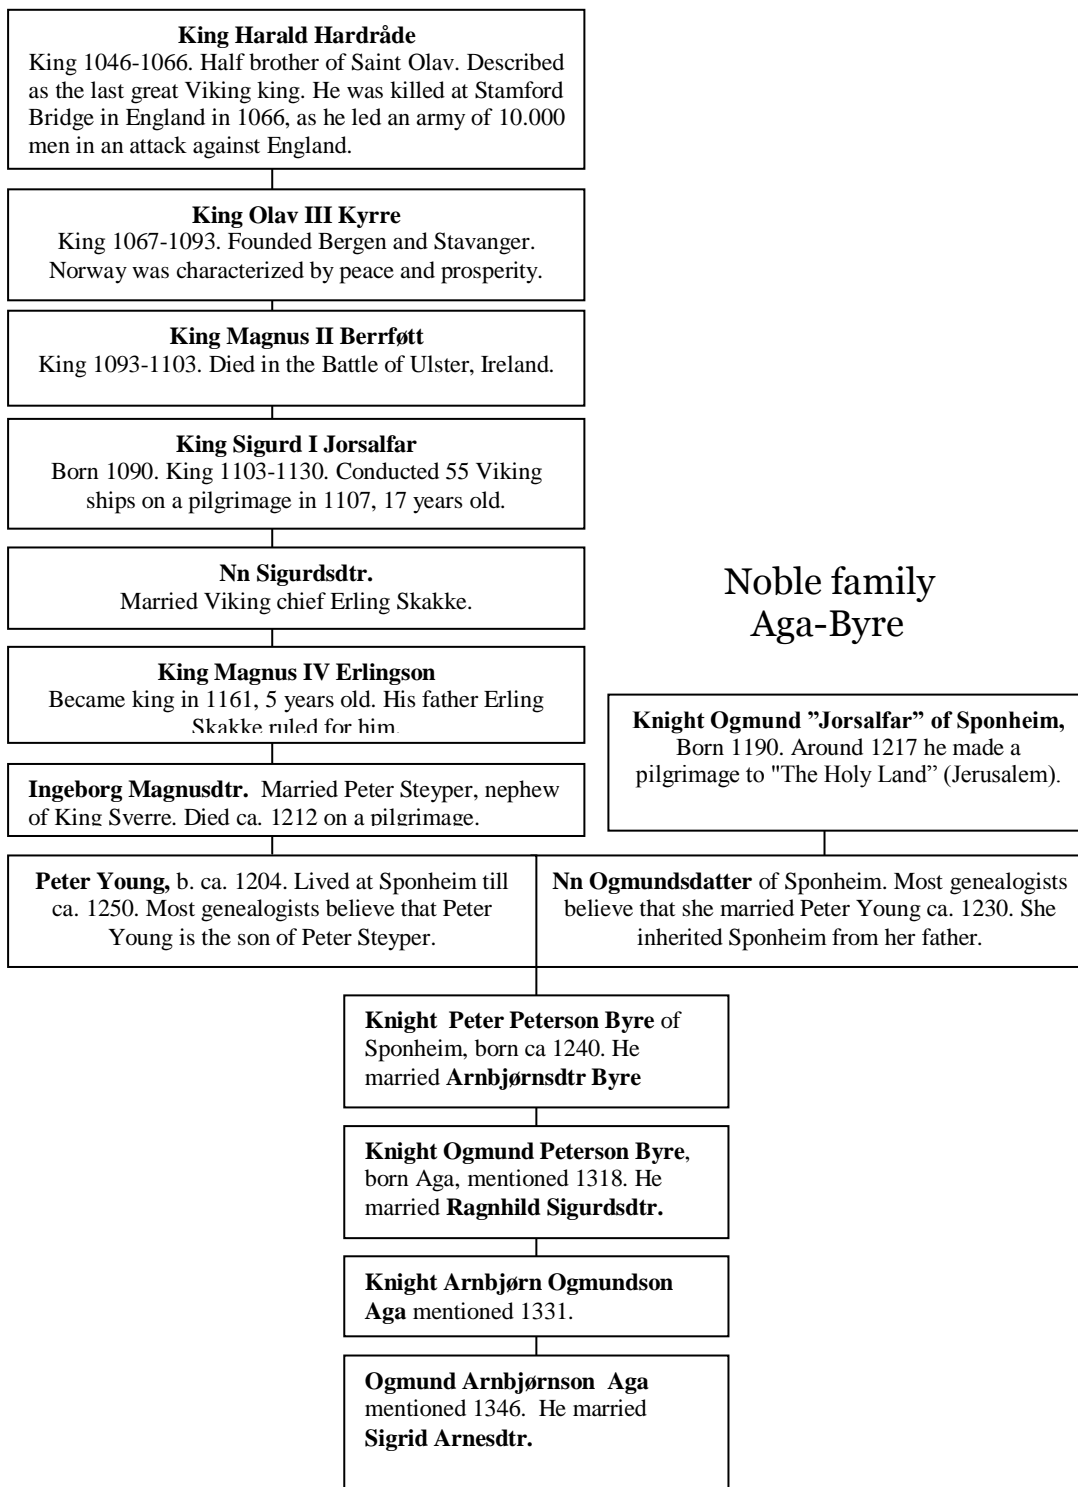 King Harald Hardråde
King 1046-1066. Half brother of Saint Olav. Described
as the last great Viking king. He was killed at Stamford
Bridge in England in 1066, as he led an army of 10.000
men in an attack against England.
King Olav III Kyrre
King 1067-1093. Founded Bergen and Stavanger.
Norway was characterized by peace and prosperity.
King Magnus II Berrføtt
King 1093-1103. Died in the Battle of Ulster, Ireland.
King Sigurd I Jorsalfar
Born 1090. King 1103-1130. Conducted 55 Viking
ships on a pilgrimage in 1107, 17 years old.
Nn Sigurdsdtr.
Married Viking chief Erling Skakke.
Noble family
Aga-Byre
King Magnus IV Erlingson
Became king in 1161, 5 years old. His father Erling
Skakke ruled for him.
Knight Ogmund ”Jorsalfar” of Sponheim,
Born 1190. Around 1217 he made a
pilgrimage to "The Holy Land” (Jerusalem).
Ingeborg Magnusdtr. Married Peter Steyper, nephew
of King Sverre. Died ca. 1212 on a pilgrimage.
Peter Young, b. ca. 1204. Lived at Sponheim till
ca. 1250. Most genealogists believe that Peter
Young is the son of Peter Steyper.
Nn Ogmundsdatter of Sponheim. Most genealogists
believe that she married Peter Young ca. 1230. She
inherited Sponheim from her father.
Knight Peter Peterson Byre of
Sponheim, born ca 1240. He
married Arnbjørnsdtr Byre
Knight Ogmund Peterson Byre,
born Aga, mentioned 1318. He
married Ragnhild Sigurdsdtr.
Knight Arnbjørn Ogmundson
Aga mentioned 1331.
Ogmund Arnbjørnson Aga
mentioned 1346. He married
Sigrid Arnesdtr.